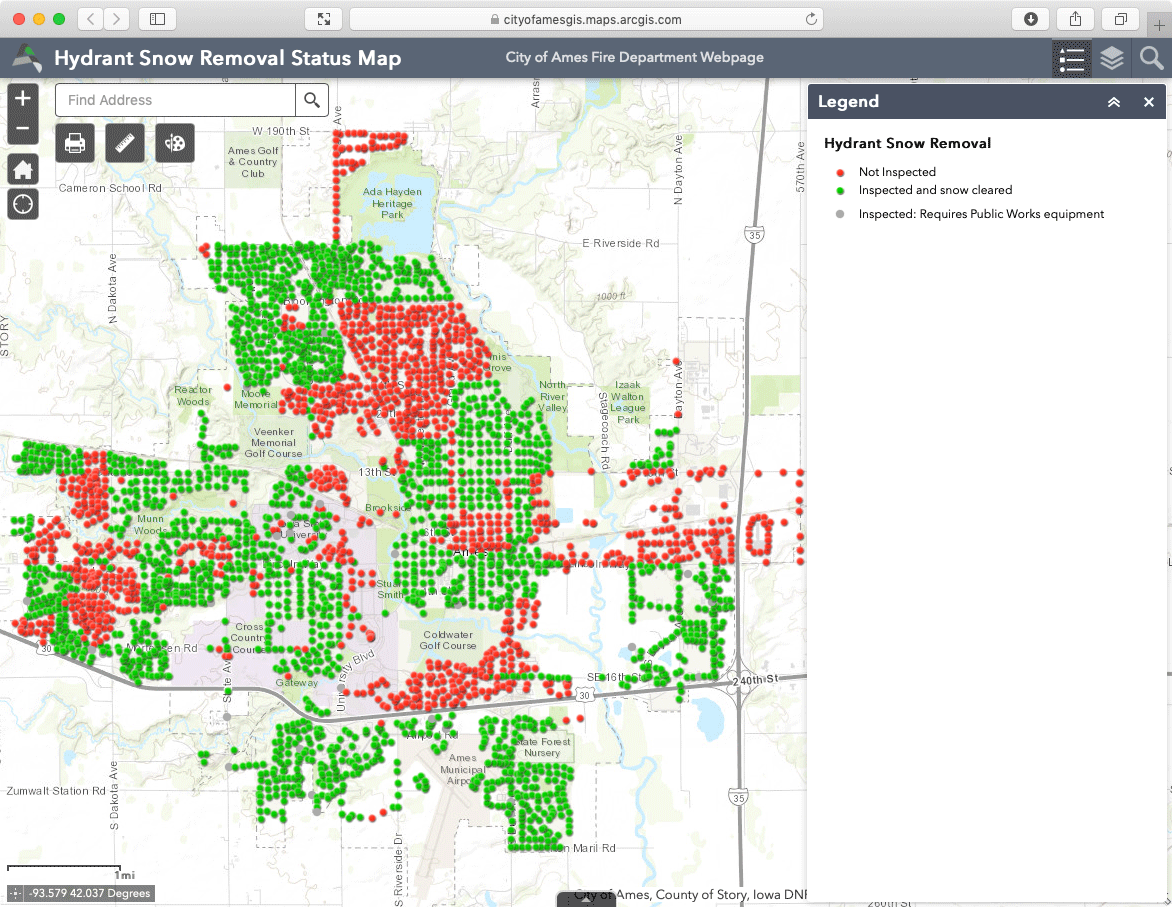 cityofamesgis.maps.arcgis.com
Hydrant Snow Removal Status Map
City of Ames Fire Department Webpage
Find Address
Legend
Hydrant Snow Removal
Not Inspected
Inspected and snow cleared
Inspected: Requires Public Works equipment
W 190th St
Ames Golf
& Country
Club
Cameron School Rd
Ada Hayden
Heritage
Park
N Dayton Ave
570th Ave
35
E Riverside Rd
N Dakota Ave
1000 ft
STORY
Reactor
Woods
Moore
Memorial
North
River
Valley
Izaak
Walton
League
Park
Stagecoach Rd
Veenker
Memorial
Golf Course
13th St
Brookside
Munn
Woods
Ames
Stuart
Smith
Cross
Country
Course
Coldwater
Golf Course
30
Gateway
University Blvd
State Ave
SE 16th St
30
240th St
Airport Rd
State Forest
Nursery
Ames
Municipal
Airport
Zumwalt Station Rd
S Dakota Ave
35
S Riverside Dr
Maril Rd
1mi
-93.579 42.037 Degrees
City of Ames, County of Story, Iowa DNR
260th St